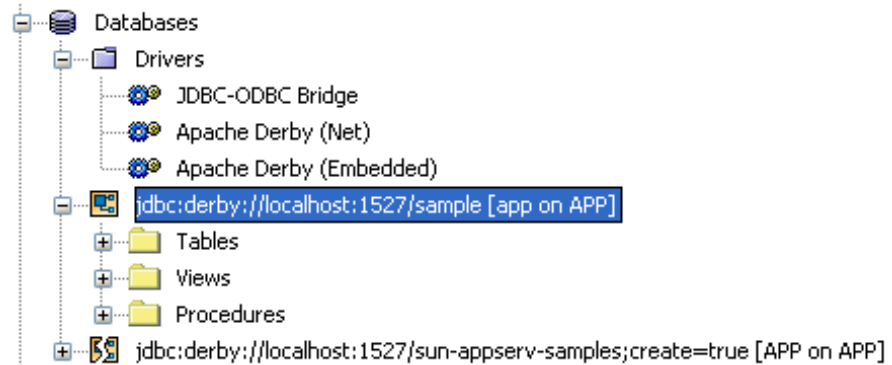 Databases
Drivers
JDBC-ODBC Bridge
Apache Derby (Net)
Apache Derby (Embedded)
jdbc:derby://localhost:1527/sample [app on APP]
Tables
Views
Procedures
jdbc:derby://localhost:1527/sun-appserv-samples;create=true [APP on APP]